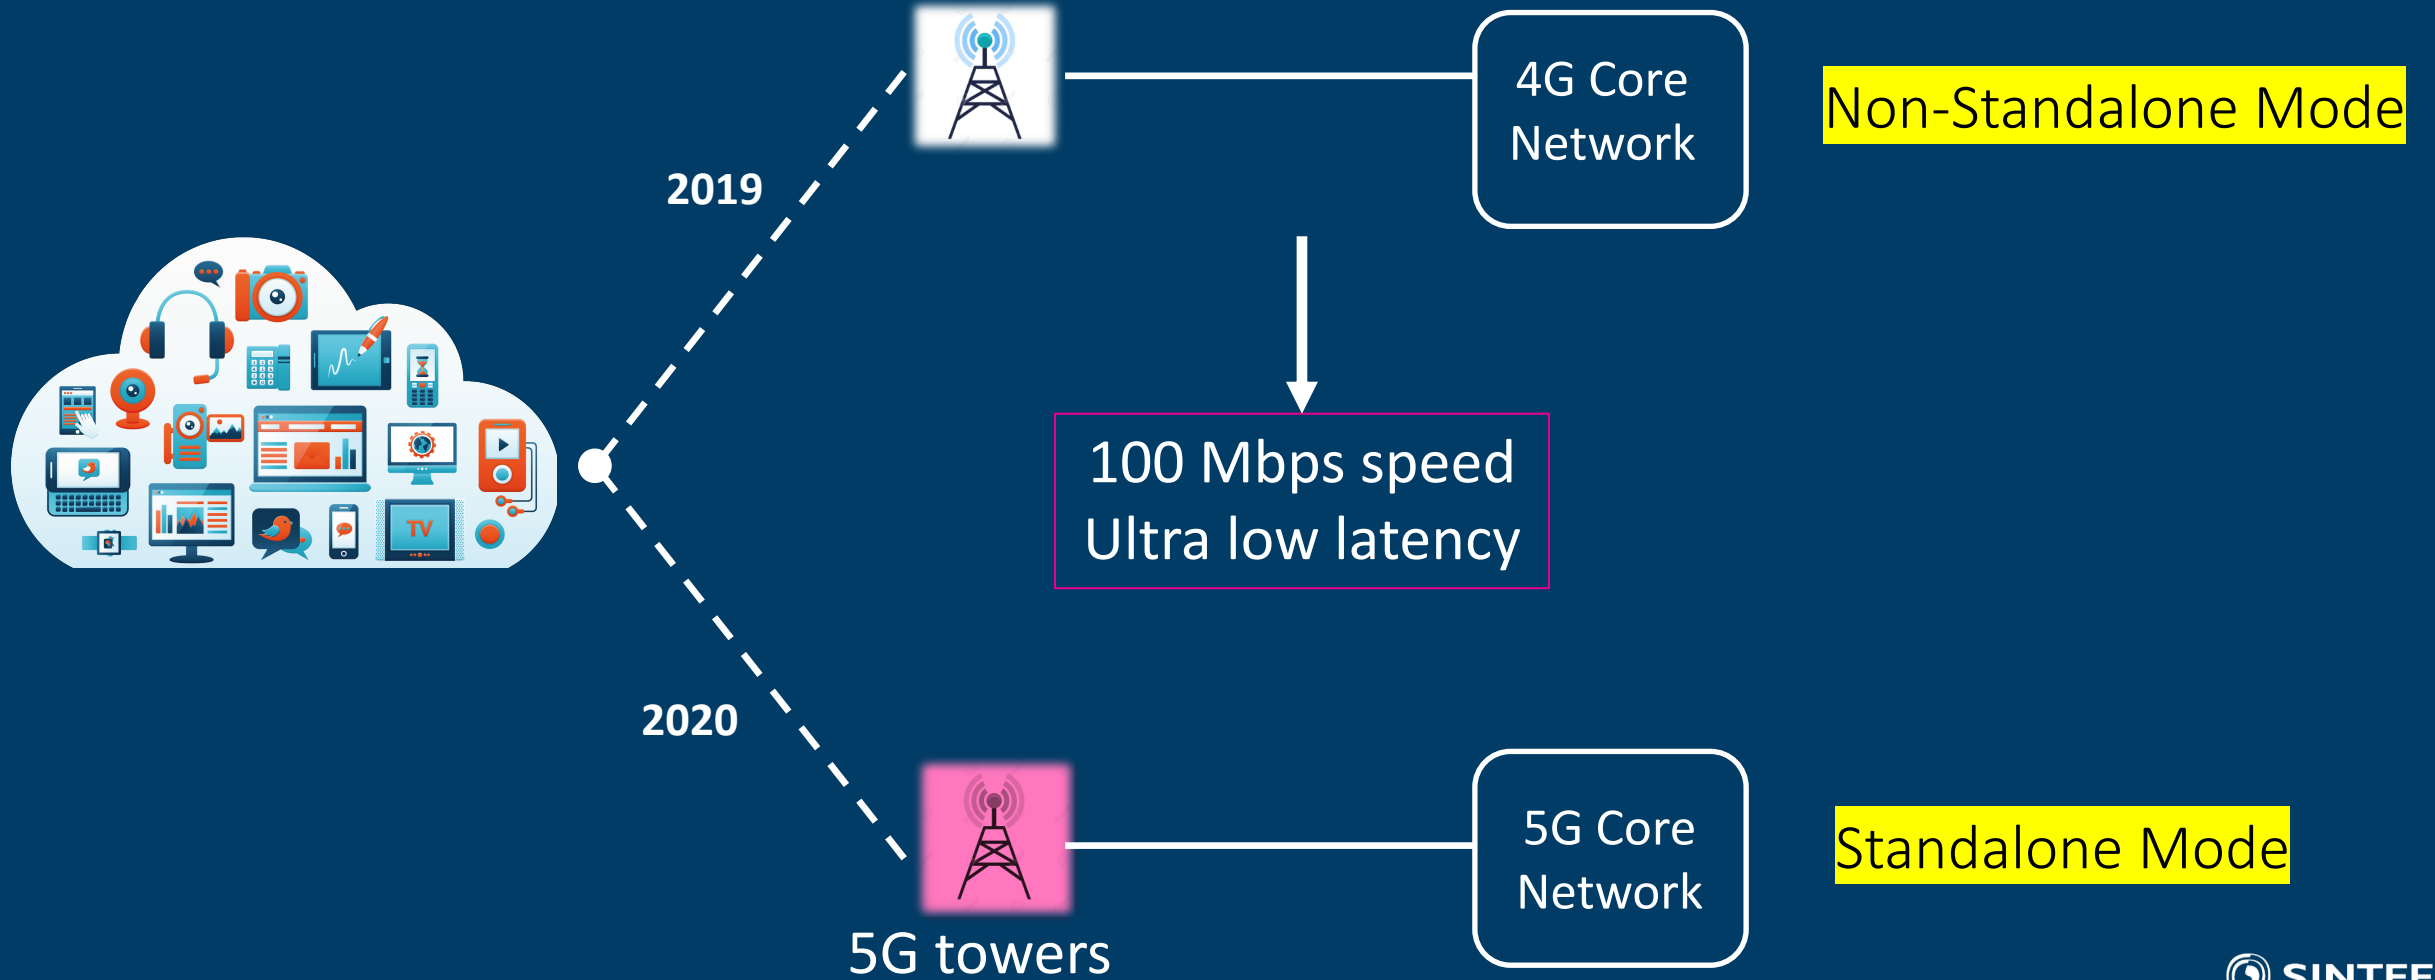 4G Core
Network
Non-Standalone Mode
2019
100 Mbps speed
Ultra low latency
TV
2020
5G Core
Network
Standalone Mode
5G towers
SINTEF